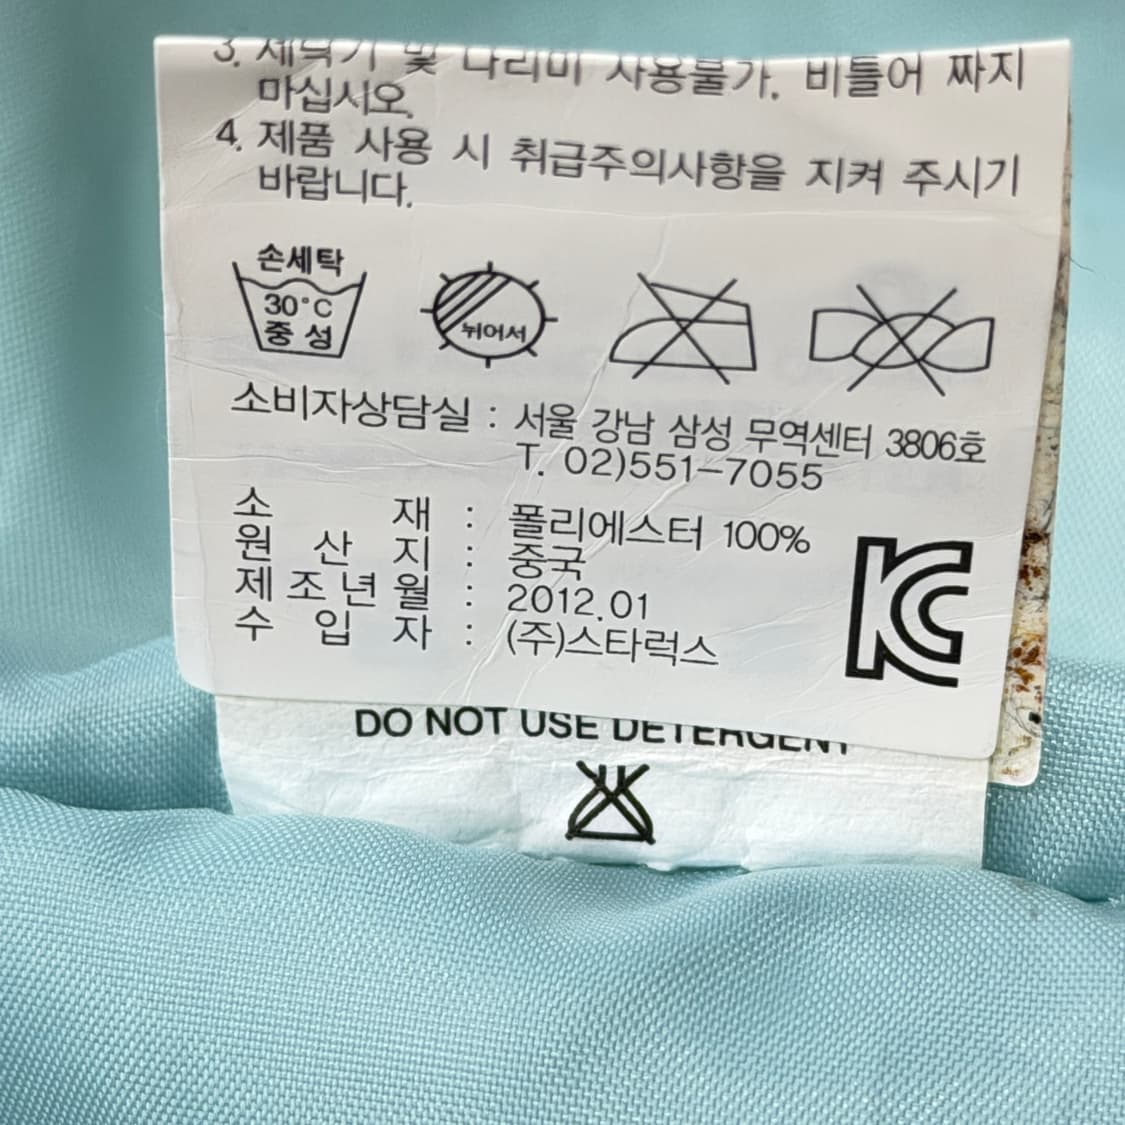 3. 세탁기 및 다리미 사용불가. 비틀어 짜지
마십시오.
4. 제품 사용 시 취급주의사항을 지켜 주시기
바랍니다.
손세탁
30°C
중성
뉘어서
소비자상담실 : 서울 강남 삼성 무역센터 3806호
T. 02)551-7055
소재 : 폴리에스터 100%
원산지 : 중국
제조년월 : 2012.01
수입자 : (주)스타럭스
KC
DO NOT USE DETERGENT